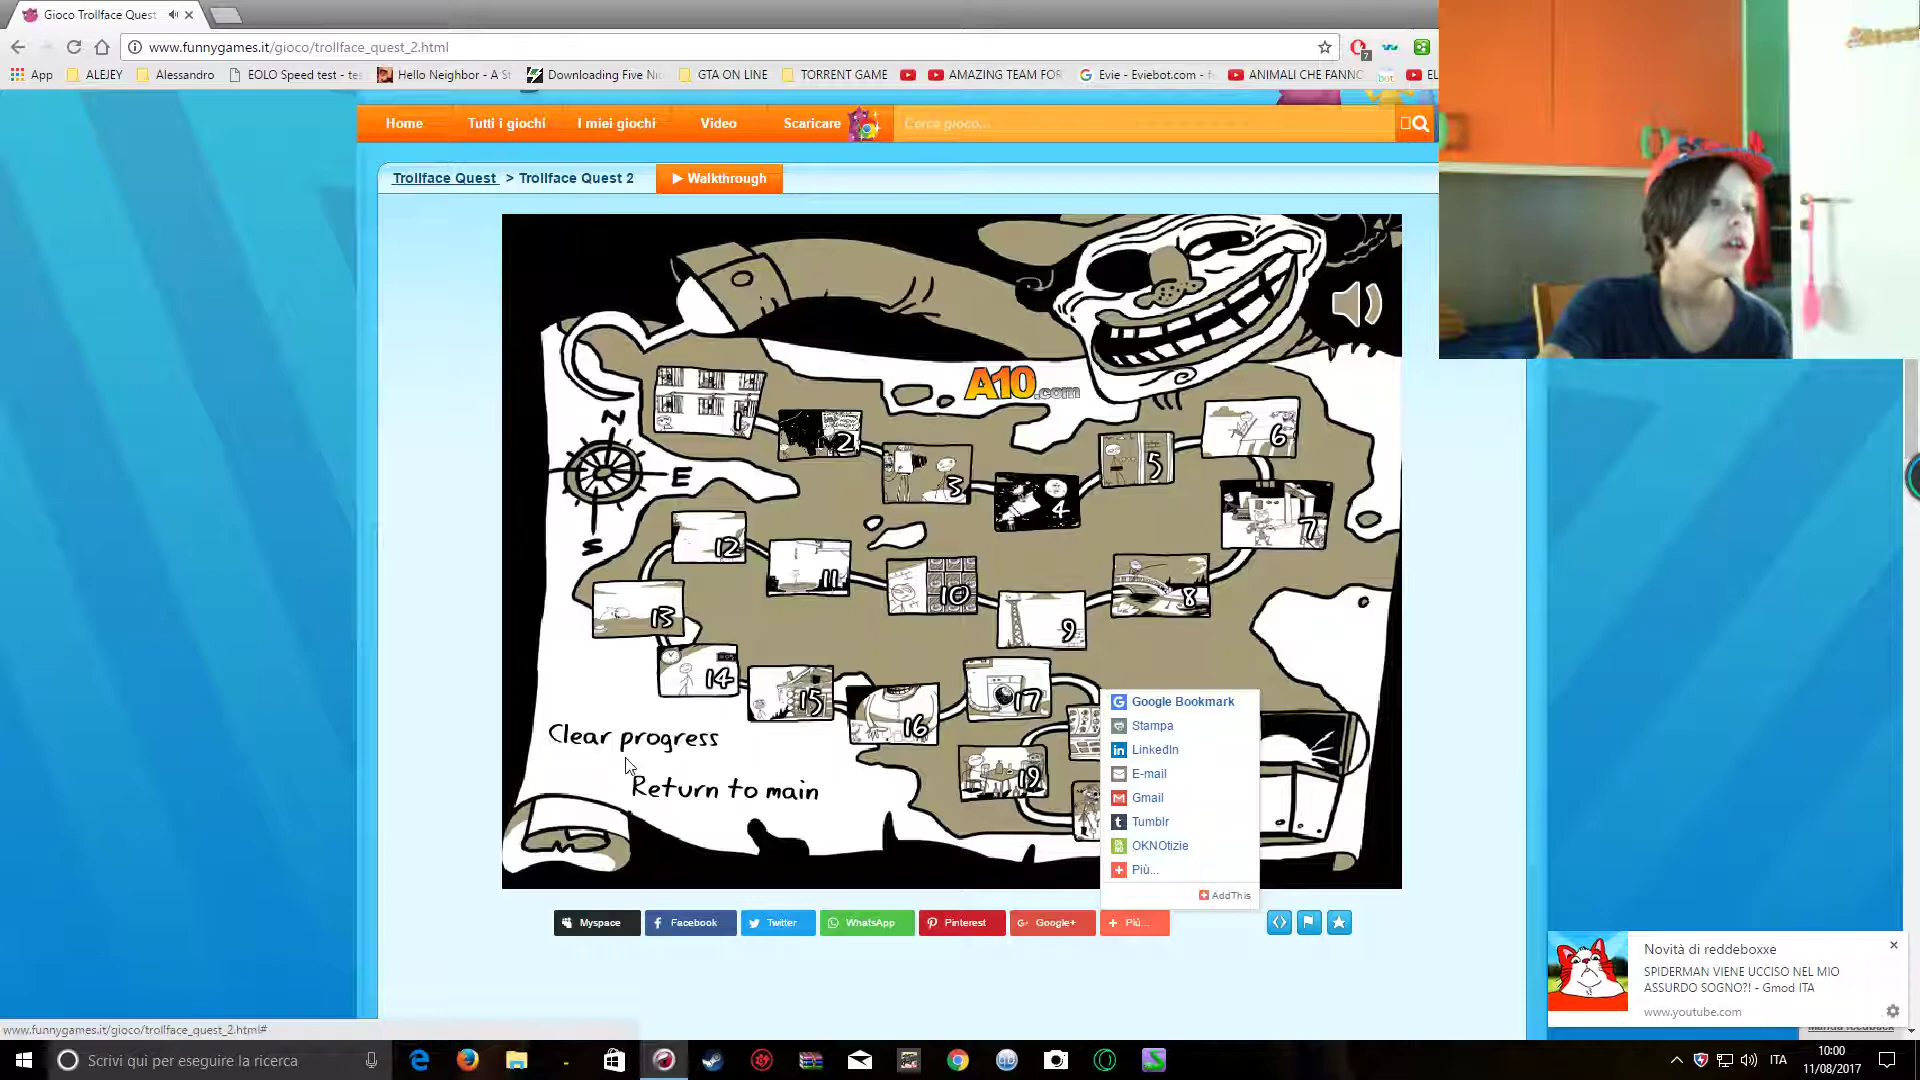 Gioco Trollface Quest
www.funnygames.it/gioco/trollface_quest_2.html
7
App ALEJEY Alessandro EOLO Speed test - tes Hello Neighbor - A St Downloading Five Nig GTA ON LINE TORRENT GAME AMAZING TEAM FOR Evie - Eviebot.com - f ANIMALI CHE FANNO EL
Home Tutti i giochi I miei giochi Video Scaricare Cerca gioco...
Trollface Quest > Trollface Quest 2 Walkthrough
A10.com
1
2
3
4
5
6
7
8
9
10
11
12
13
14
15
16
17
19
N
E
S
Clear progress
Return to main
Google Bookmark
Stampa
LinkedIn
E-mail
Gmail
Tumblr
OKNOtizie
Più...
AddThis
Myspace Facebook Twitter WhatsApp Pinterest Google+ Più...
Novità di reddeboxxe
SPIDERMAN VIENE UCCISO NEL MIO
ASSURDO SOGNO?! - Gmod ITA
www.youtube.com
Manda feedback
www.funnygames.it/gioco/trollface_quest_2.html#
Scrivi qui per eseguire la ricerca
ITA
10:00
11/08/2017